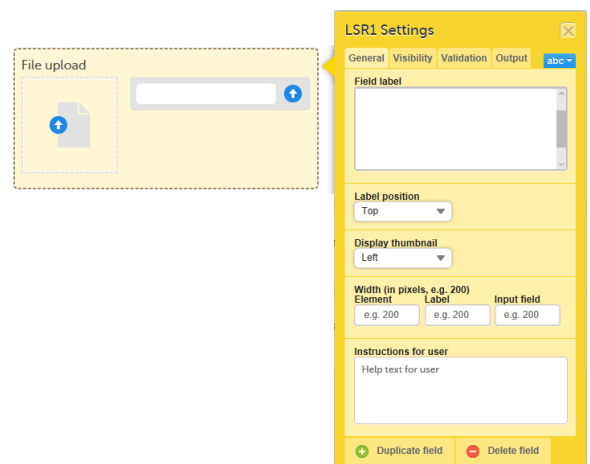 File upload
LSR1 Settings
General Visibility Validation Output abc
Field label
Label position
Top
Display thumbnail
Left
Width (in pixels, e.g. 200)
Element Label Input field
e.g. 200 e.g. 200 e.g. 200
Instructions for user
Help text for user
Duplicate field Delete field